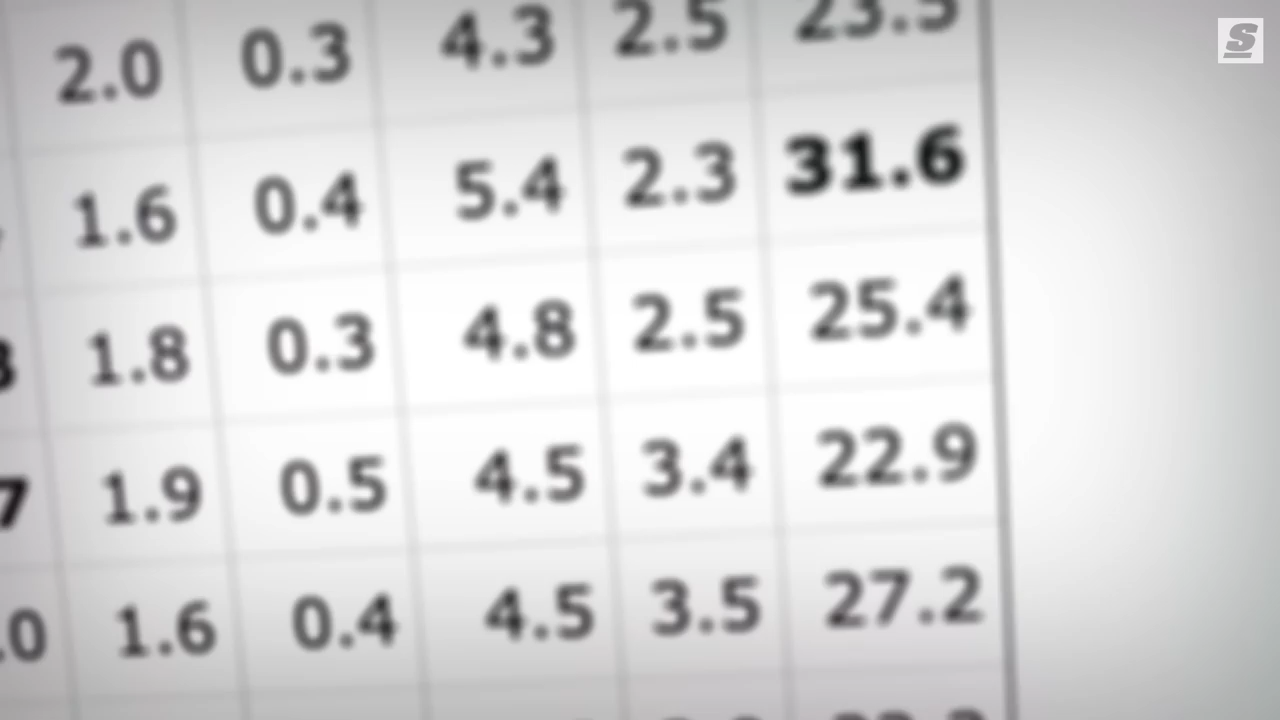 2.0 0.3 4.3 2.5 23.5
1.6 0.4 5.4 2.3 31.6
1.8 0.3 4.8 2.5 25.4
7 1.9 0.5 4.5 3.4 22.9
.0 1.6 0.4 4.5 3.5 27.2
S